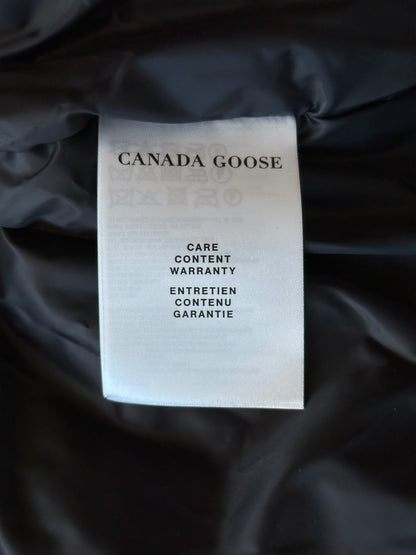 CANADA GOOSE
CARE
CONTENT
WARRANTY
ENTRETIEN
CONTENU
GARANTIE